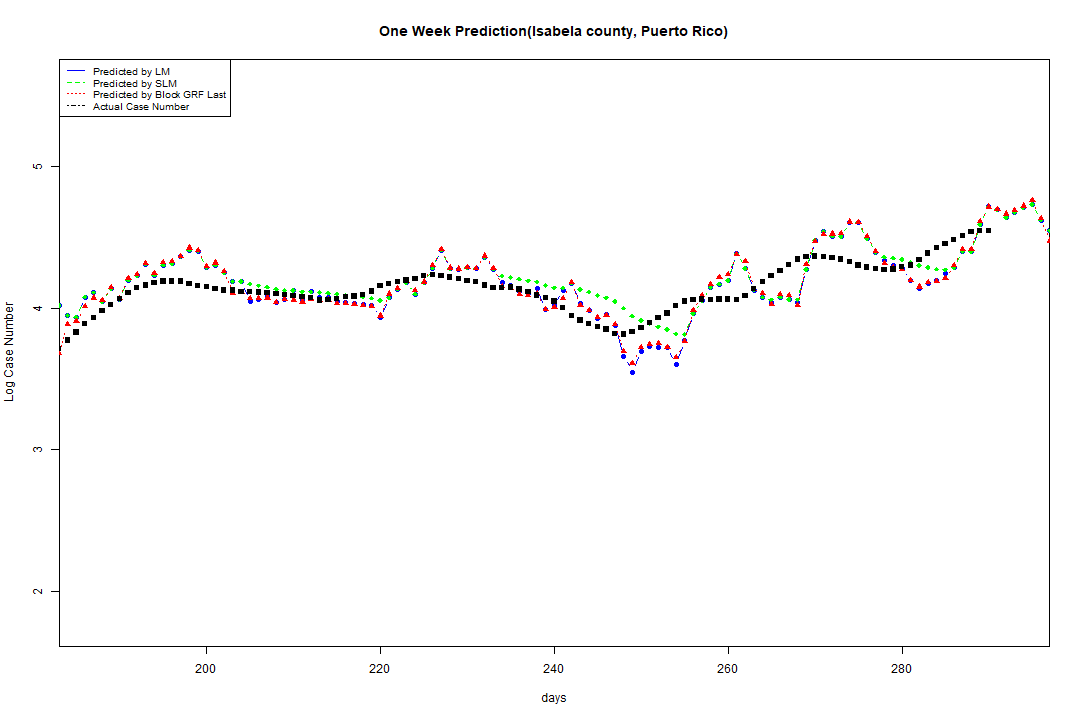 One Week Prediction(Isabela county, Puerto Rico)
Predicted by LM
Predicted by SLM
Predicted by Block GRF Last
Actual Case Number
5
4
3
2
Log Case Number
200 220 240 260 280
days